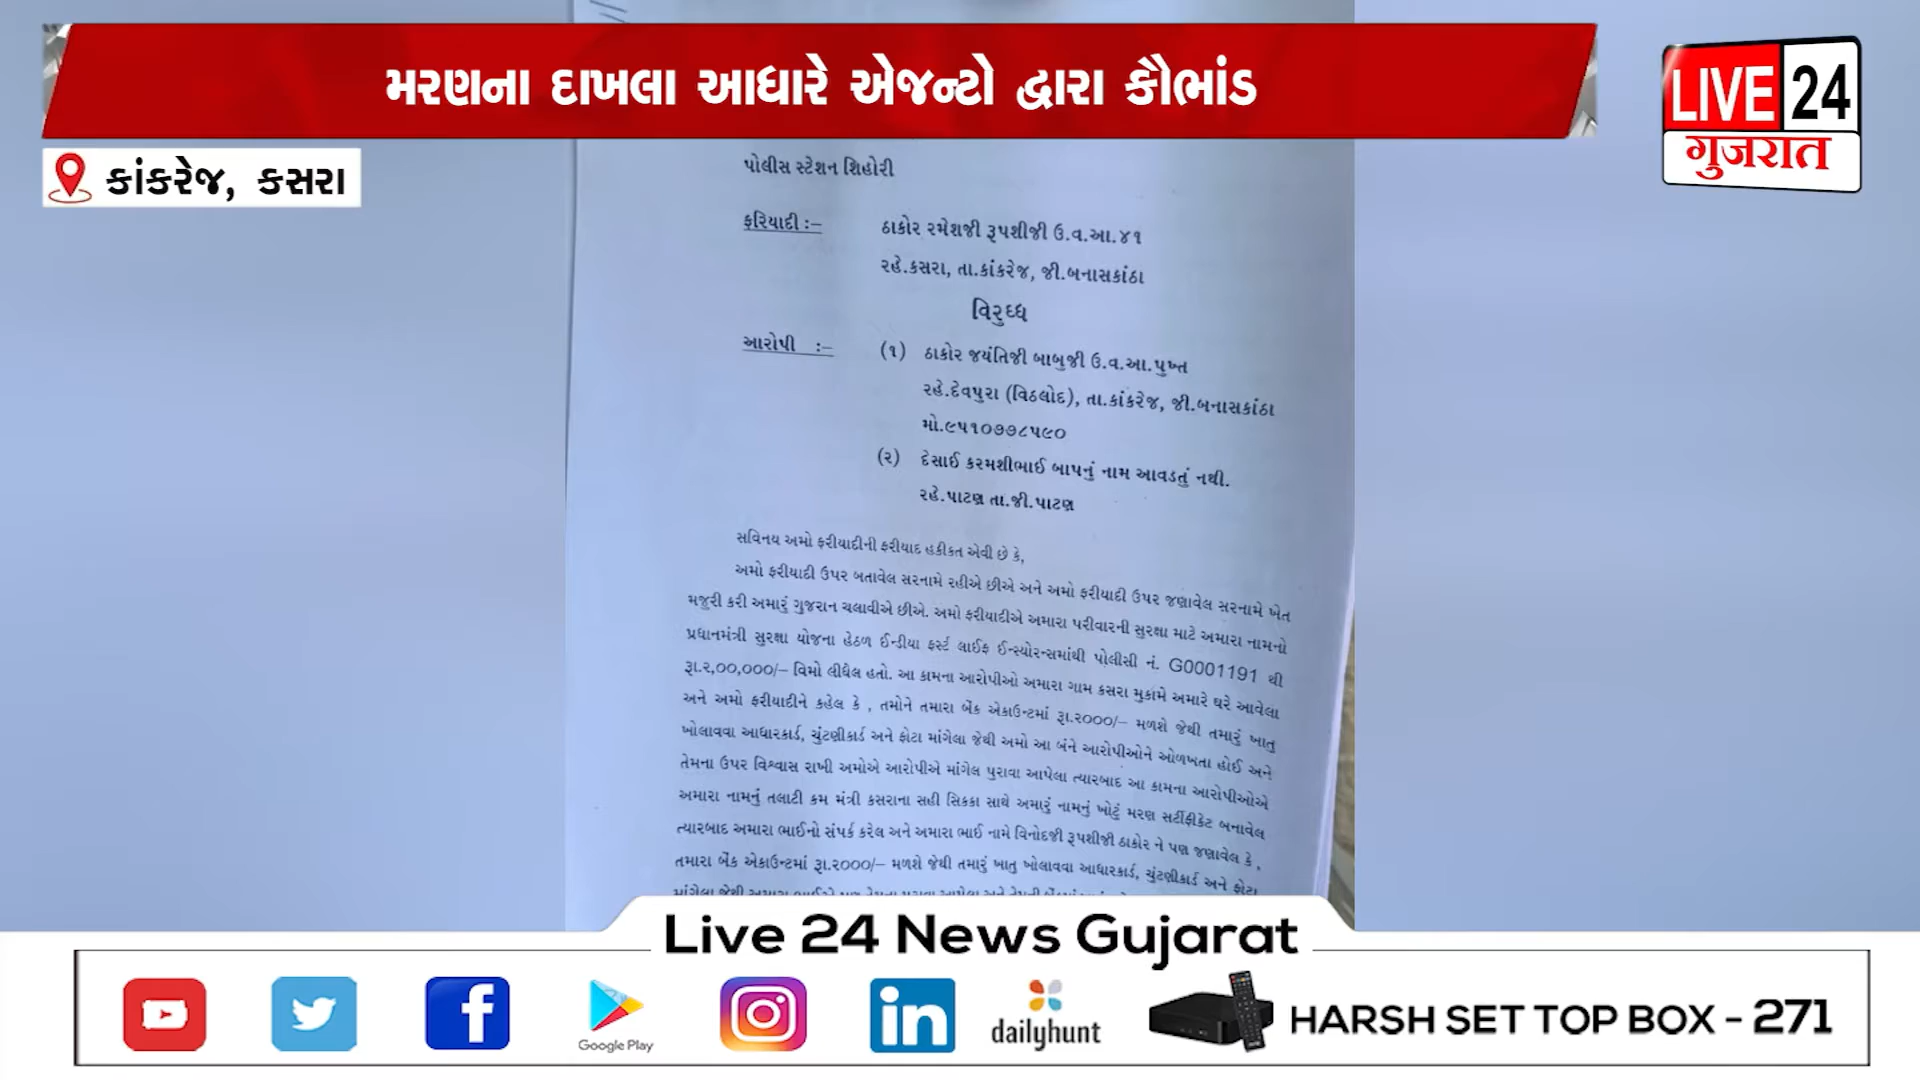 મરણના દાખલા આધારે એજન્ટો દ્વારા કૌભાંડ
LIVE 24
ગુજરાત
કાંકરેજ, કસરા
પોલીસ સ્ટેશન શિહોરી
ફરિયાદી :- ઠાકોર રમેશજી રૂપશીજી ઉ.વ.આ.૪૧
રહે.કસરા, તા.કાંકરેજ, જી.બનાસકાંઠા
વિરુધ્ધ
આરોપી :- (૧) ઠાકોર જયંતિજી બાબુજી ઉ.વ.આ.પુખ્ત
રહે.દેવપુરા (વિઠલોદ), તા.કાંકરેજ, જી.બનાસકાંઠા
મો.૯૫૧૦૭૭૮૫૯૦
(૨) દેસાઈ કરમશીભાઈ બાપનું નામ આવડતું નથી.
રહે.પાટણ તા.જી.પાટણ
સવિનય અમો ફરીયાદીની ફરીયાદ હકીકત એવી છે કે,
અમો ફરીયાદી ઉપર બતાવેલ સરનામે રહીએ છીએ અને અમો ફરીયાદી ઉપર જણાવેલ સરનામે ખેત
મજુરી કરી અમારું ગુજરાન ચલાવીએ છીએ. અમો ફરીયાદીએ અમારા પરીવારની સુરક્ષા માટે અમારા નામનો
પ્રધાનમંત્રી સુરક્ષા યોજના હેઠળ ઈન્ડીયા ફર્સ્ટ લાઈફ ઈન્સ્યોરન્સમાંથી પોલીસી નં. G0001191 થી
રૂા.૨,૦૦,૦૦૦/- વિમો લીધેલ હતો. આ કામના આરોપીઓ અમારા ગામ કસરા મુકામે અમારે ઘરે આવેલા
અને અમો ફરીયાદીને કહેલ કે , તમોને તમારા બેંક એકાઉન્ટમાં રૂા.૨૦૦૦/- મળશે જેથી તમારું ખાતુ
ખોલાવવા આધારકાર્ડ, ચુંટણીકાર્ડ અને ફોટા માંગેલા જેથી અમો આ બંને આરોપીઓને ઓળખતા હોઈ અને
તેમના ઉપર વિશ્વાસ રાખી અમોએ આરોપીએ માંગેલ પુરાવા આપેલા ત્યારબાદ આ કામના આરોપીઓએ
અમારા નામનું તલાટી કમ મંત્રી કસરાના સહી સિકકા સાથે અમારું નામનું ખોટું મરણ સર્ટીફીકેટ બનાવેલ
ત્યારબાદ અમારા ભાઈનો સંપર્ક કરેલ અને અમારા ભાઈ નામે વિનોદજી રૂપશીજી ઠાકોર ને પણ જણાવેલ કે ,
તમારા બેંક એકાઉન્ટમાં રૂા.૨૦૦૦/- મળશે જેથી તમારું ખાતુ ખોલાવવા આધારકાર્ડ, ચુંટણીકાર્ડ અને ફોટા
Live 24 News Gujarat
Google Play
dailyhunt
HARSH SET TOP BOX - 271